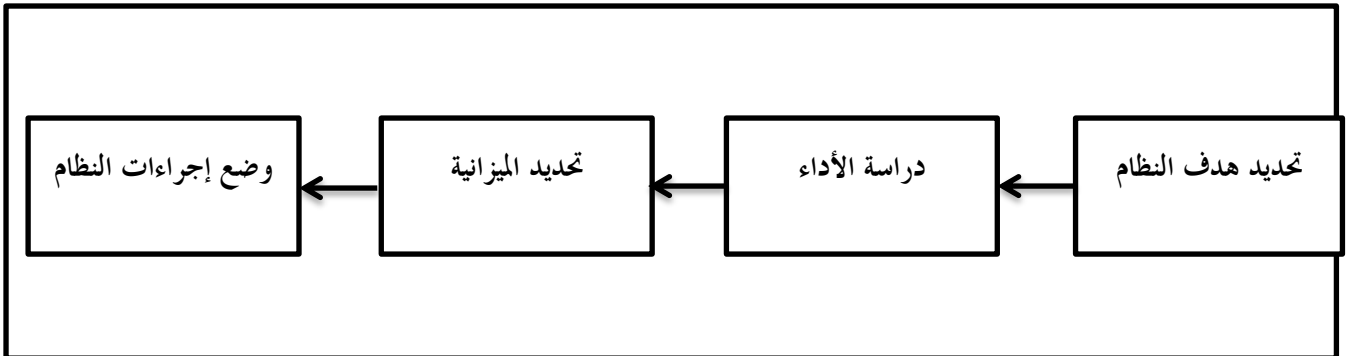 تحديد هدف النظام
دراسة الأداء
تحديد الميزانية
وضع إجراءات النظام